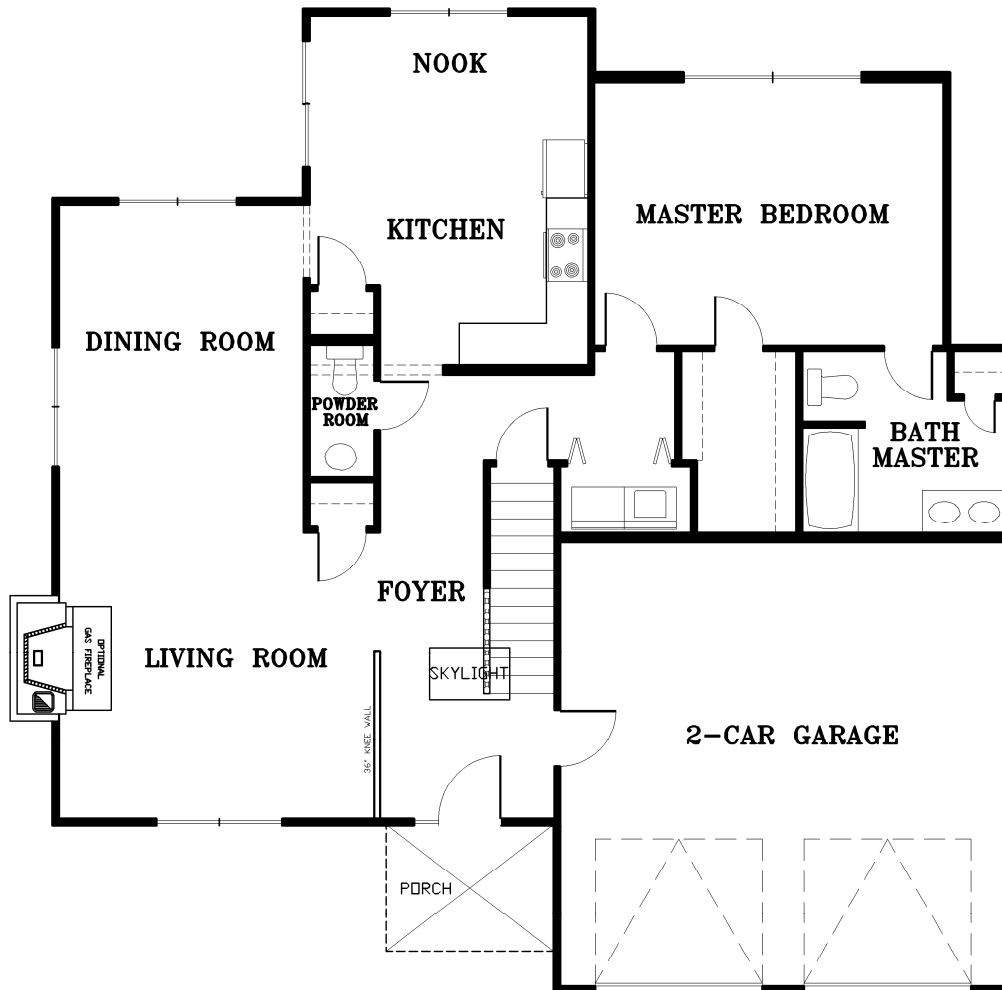 NOOK
KITCHEN
MASTER BEDROOM
DINING ROOM
POWDER
ROOM
BATH
MASTER
FOYER
LIVING ROOM
OPTIONAL
GAS FIREPLACE
SKYLIGHT
36" KNEE WALL
2-CAR GARAGE
PORCH